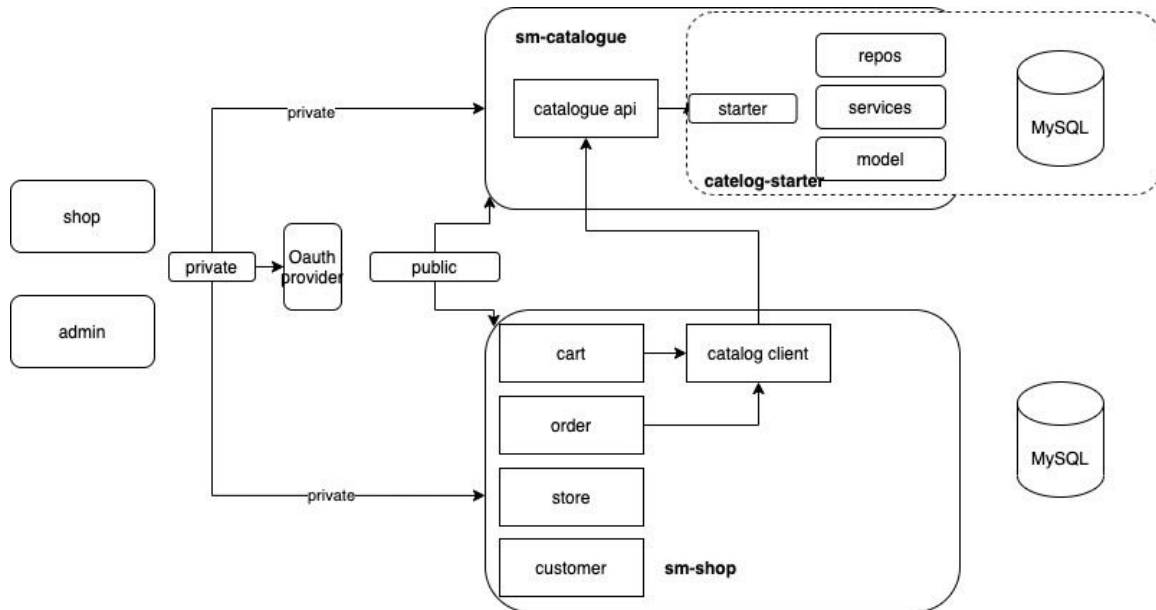 sm-catalogue
repos
catalogue api
starter
services
MySQL
private
model
catelog-starter
shop
private
Oauth
provider
public
admin
cart
catalog client
order
MySQL
private
store
customer
sm-shop